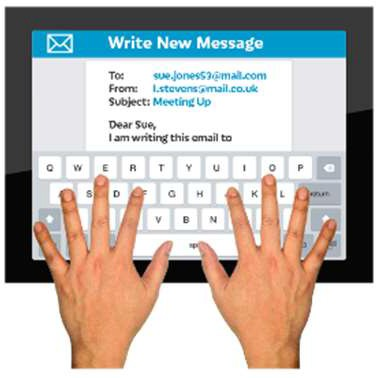 Write New Message
To: sue.jones53@mail.com
From: l.stevens@mail.co.uk
Subject: Meeting Up
Dear Sue,
I am writing this email to
Q W E R T Y U I O P
A S D F G H K L return
V B N